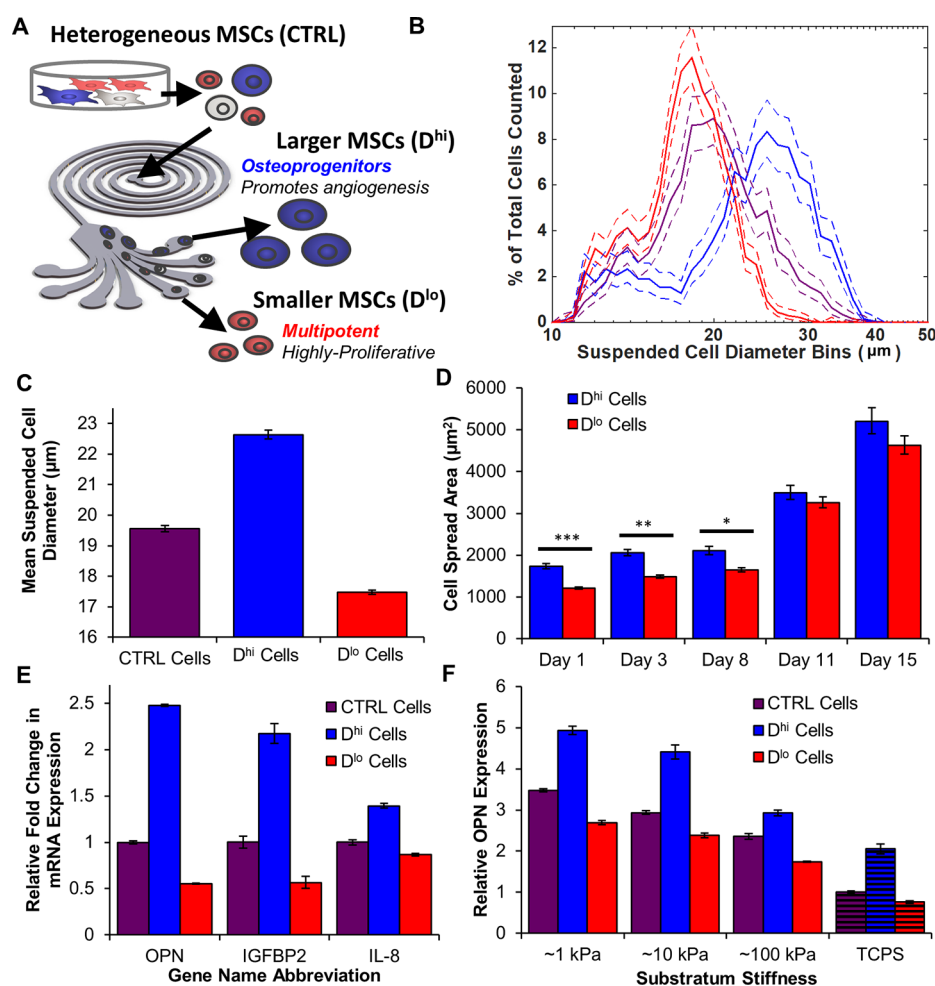 A
Heterogeneous MSCs (CTRL)
Larger MSCs (Dhi)
Osteoprogenitors
Promotes angiogenesis
Smaller MSCs (Dlo)
Multipotent
Highly-Proliferative
B
% of Total Cells Counted
12
10
8
6
4
2
0
10
20
30
40
50
Suspended Cell Diameter Bins (μm)
C
Mean Suspended Cell
Diameter (μm)
23
22
21
20
19
18
17
16
CTRL Cells
Dhi Cells
Dlo Cells
D
Cell Spread Area (μm²)
6000
5000
4000
3000
2000
1000
0
Dhi Cells
Dlo Cells
***
**
*
Day 1
Day 3
Day 8
Day 11
Day 15
E
Relative Fold Change in
mRNA Expression
2.5
2
1.5
1
0.5
0
CTRL Cells
Dhi Cells
Dlo Cells
OPN
IGFBP2
IL-8
Gene Name Abbreviation
F
Relative OPN Expression
6
5
4
3
2
1
0
CTRL Cells
Dhi Cells
Dlo Cells
~1 kPa
~10 kPa
~100 kPa
TCPS
Substratum Stiffness